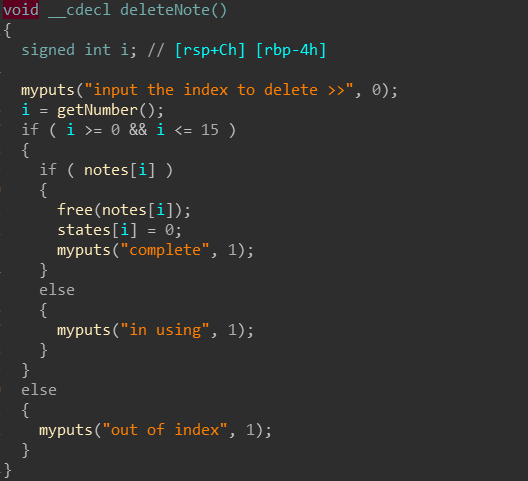 void __cdecl deleteNote()
{
  signed int i; // [rsp+Ch] [rbp-4h]

  myputs("input the index to delete >>", 0);
  i = getNumber();
  if ( i >= 0 && i <= 15 )
  {
    if ( notes[i] )
    {
      free(notes[i]);
      states[i] = 0;
      myputs("complete", 1);
    }
    else
    {
      myputs("in using", 1);
    }
  }
  else
  {
    myputs("out of index", 1);
  }
}